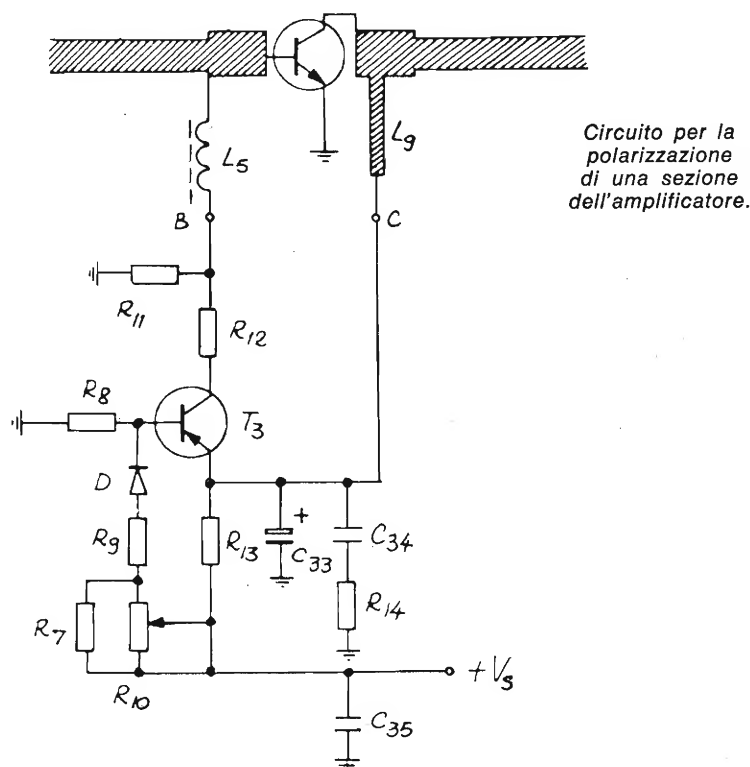 Circuito per la
polarizzazione
di una sezione
dell'amplificatore.
L5
L9
B
C
R11
R12
R8
T3
D
R9
R13
+
C33
C34
R7
R14
R10
+Vs
C35